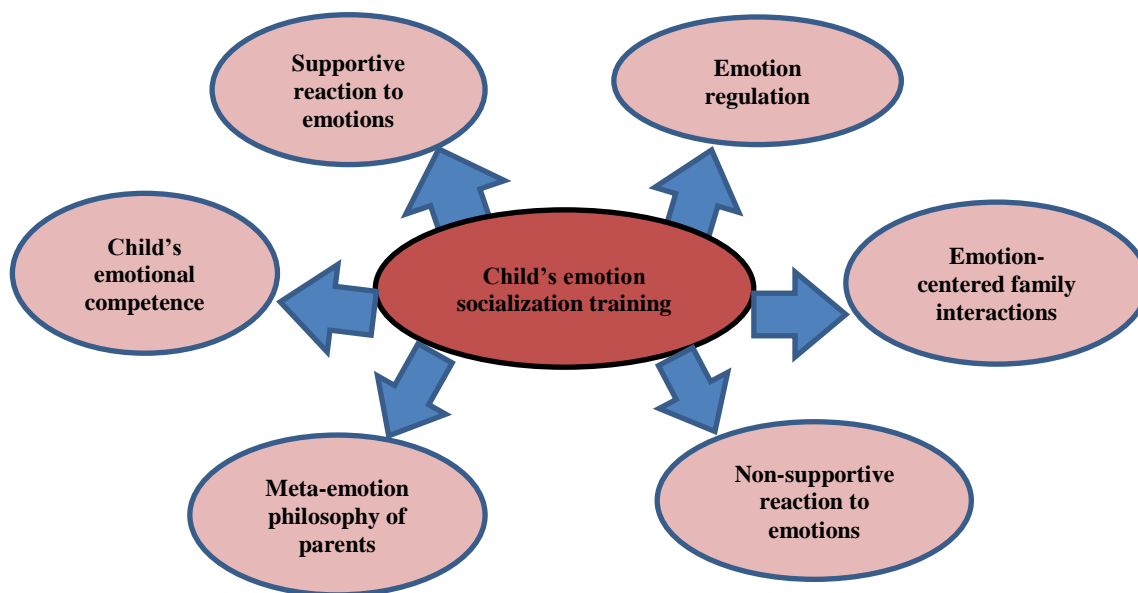 Supportive
reaction to
emotions
Emotion
regulation
Child’s
emotional
competence
Child’s emotion
socialization training
Emotion-
centered family
interactions
Meta-emotion
philosophy of
parents
Non-supportive
reaction to
emotions